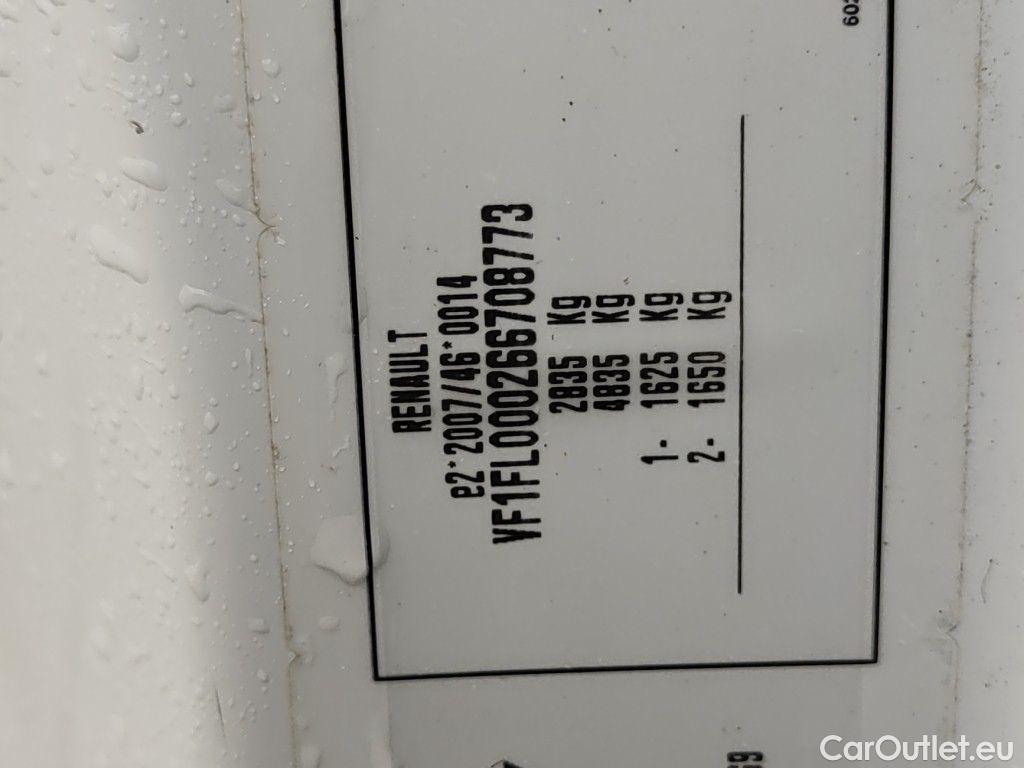 RENAULT
e2*2007/46*0014
VF1FL000266708773
2835 Kg
4835 Kg
1- 1625 Kg
2- 1650 Kg
CarOutlet.eu